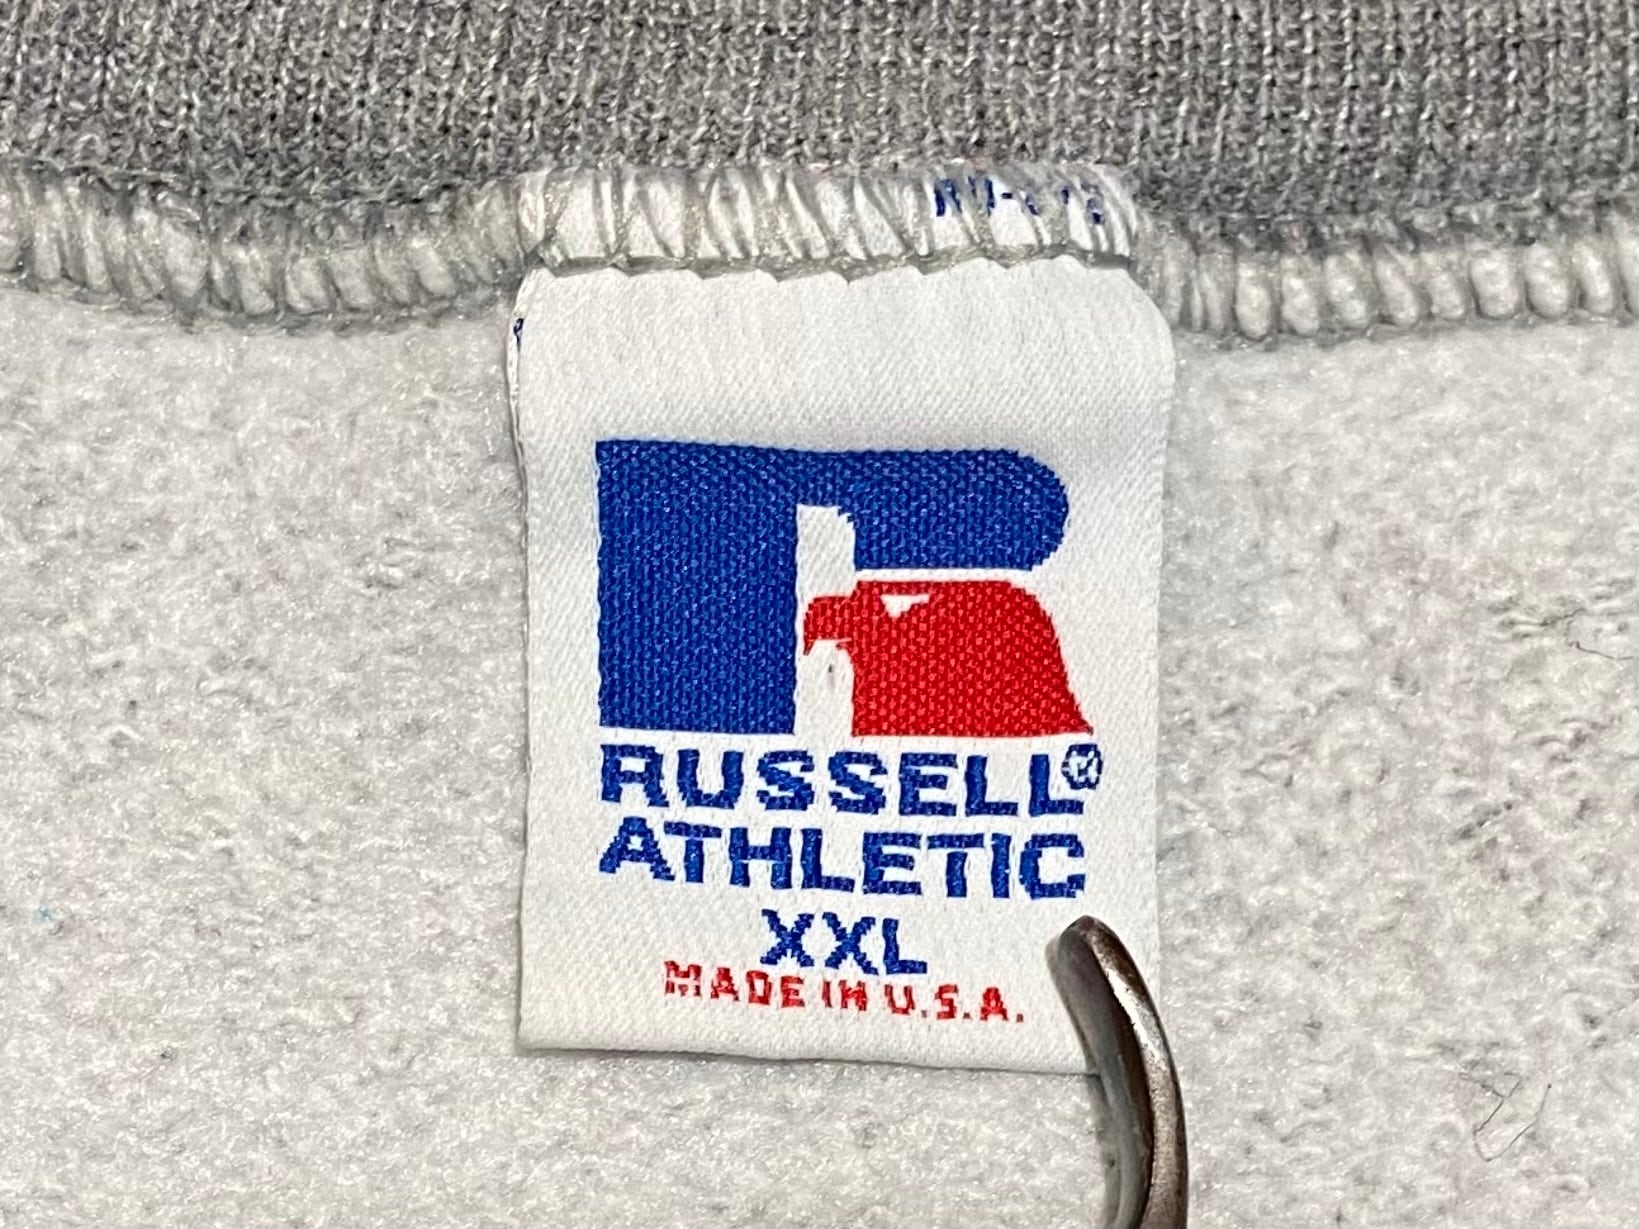 RUSSELL®
ATHLETIC
XXL
MADE IN U.S.A.